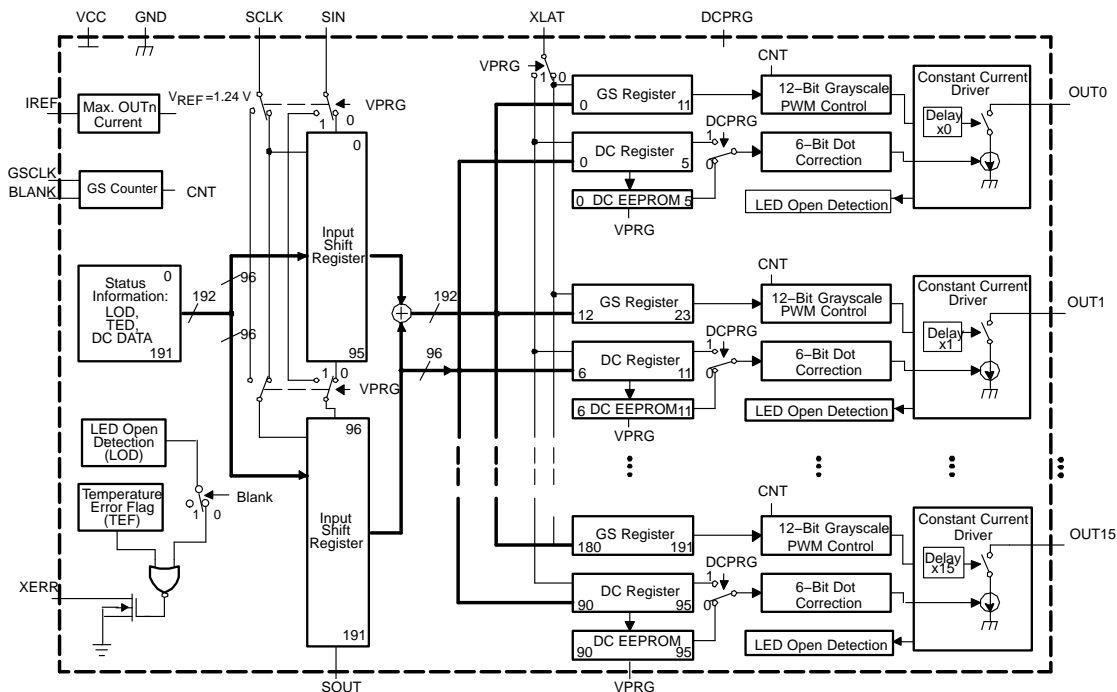 VCC
GND
SCLK
SIN
XLAT
DCPRG
IREF
Max. OUTn
Current
VREF =1.24 V
1 0
VPRG
0
GSCLK
BLANK
GS Counter
CNT
0
Status
Information:
LOD,
TED,
DC DATA
191
192
96
96
Input
Shift
Register
95
1 0
VPRG
96
Input
Shift
Register
191
SOUT
192
96
LED Open
Detection
(LOD)
Temperature
Error Flag
(TEF)
Blank
1 0
XERR
VPRG
1 0
GS Register
0 11
CNT
12–Bit Grayscale
PWM Control
Constant Current
Driver
Delay
x0
OUT0
DC Register
0 5
DCPRG
1
0
6–Bit Dot
Correction
DC EEPROM
0 5
VPRG
LED Open Detection
GS Register
12 23
CNT
12–Bit Grayscale
PWM Control
Constant Current
Driver
Delay
x1
OUT1
DC Register
6 11
DCPRG
1
0
6–Bit Dot
Correction
DC EEPROM
6 11
VPRG
LED Open Detection
GS Register
180 191
CNT
12–Bit Grayscale
PWM Control
Constant Current
Driver
Delay
x15
OUT15
DC Register
90 95
DCPRG
1
0
6–Bit Dot
Correction
DC EEPROM
90 95
VPRG
LED Open Detection